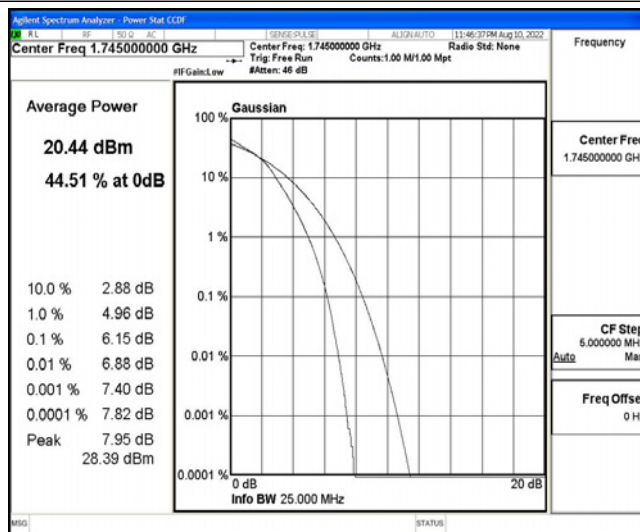 Agilent Spectrum Analyzer - Power Stat CCDF
RL RF 50 Ω AC SENSE:PULSE ALIGNAUTO 11:46:37 PM Aug 10, 2022
Center Freq 1.745000000 GHz
Center Freq: 1.745000000 GHz Radio Std: None
Trig: Free Run Counts:1.00 M/1.00 Mpt
#IFGain:Low #Atten: 46 dB
Frequency
Average Power
20.44 dBm
44.51 % at 0dB
10.0 % 2.88 dB
1.0 % 4.96 dB
0.1 % 6.15 dB
0.01 % 6.88 dB
0.001 % 7.40 dB
0.0001 % 7.82 dB
Peak 7.95 dB
28.39 dBm
Gaussian
100 %
10 %
1 %
0.1 %
0.01 %
0.001 %
0.0001 %
0 dB 20 dB
Info BW 25.000 MHz
Center Fre
1.745000000 GH
CF Step
5.000000 MH
Auto Ma
Freq Offse
0 H
MSG STATUS